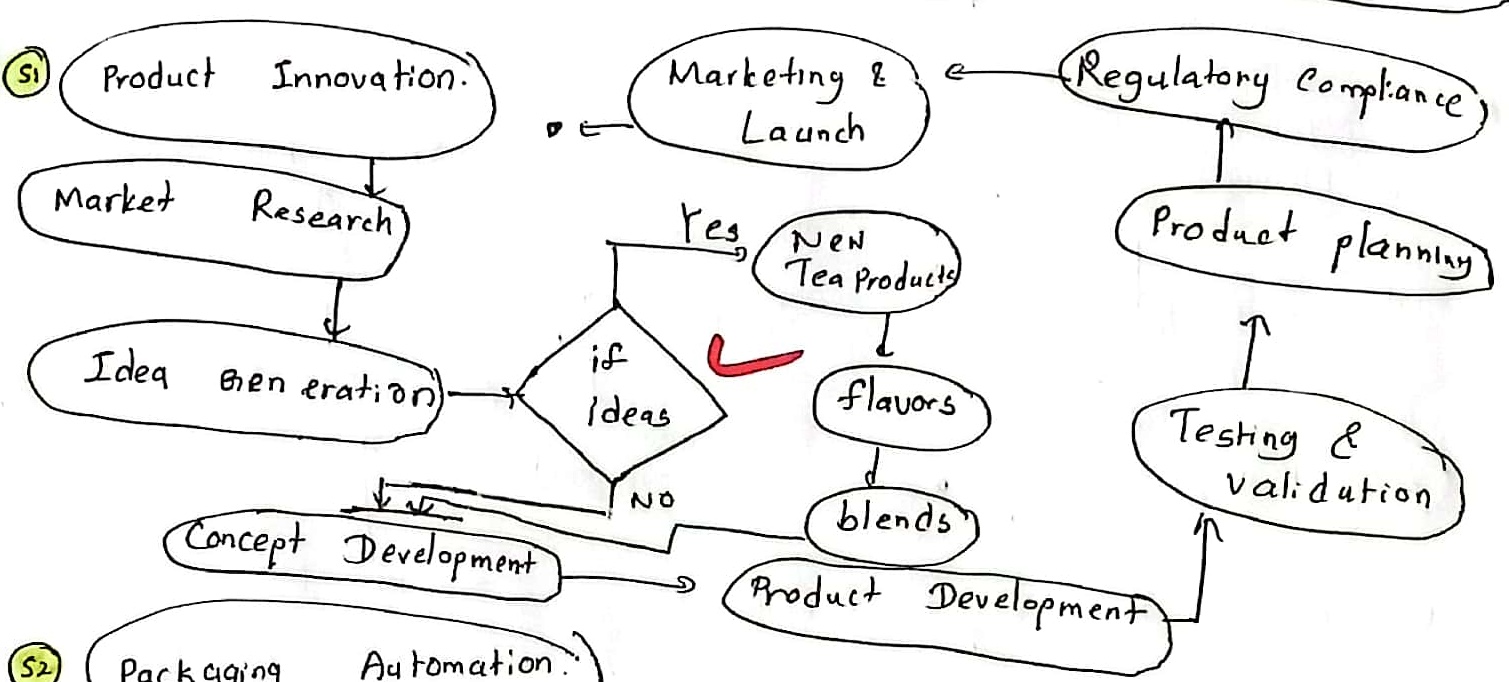 S1
Product Innovation.
Market Research
Idea Generation
if
ideas
Yes
New
Tea Products
flavors
blends
NO
Concept Development
Product Development
Testing &
validution
Product planning
Regulatory Compliance
Marketing &
Launch
S2
Packaging Automation.